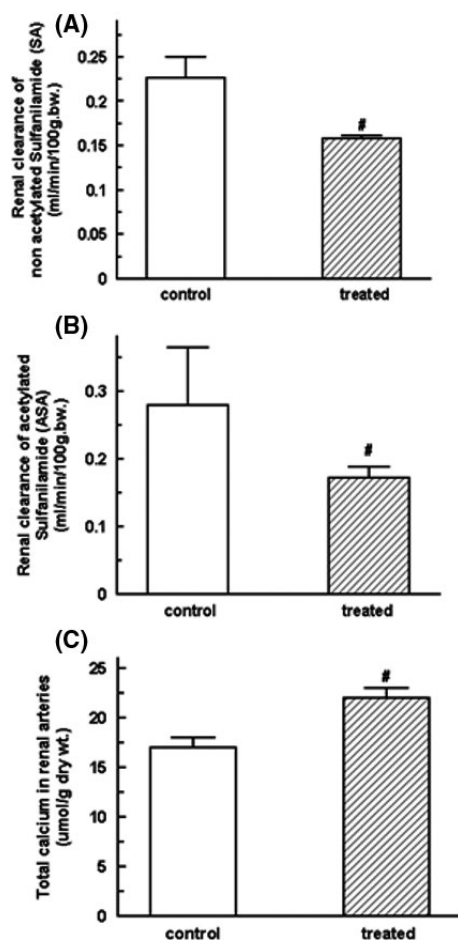 (A)
Renal clearance of
non acetylated Sulfanilamide (SA)
(ml/min/100g.bw.)
0.25
0.2
0.15
0.1
0.05
0
#
control
treated
(B)
Renal clearance of acetylated
Sulfanilamide (ASA)
(ml/min/100g.bw.)
0.3
0.2
0.1
0
#
control
treated
(C)
Total calcium in renal arteries
(umol/g dry wt.)
25
20
15
10
5
0
#
control
treated